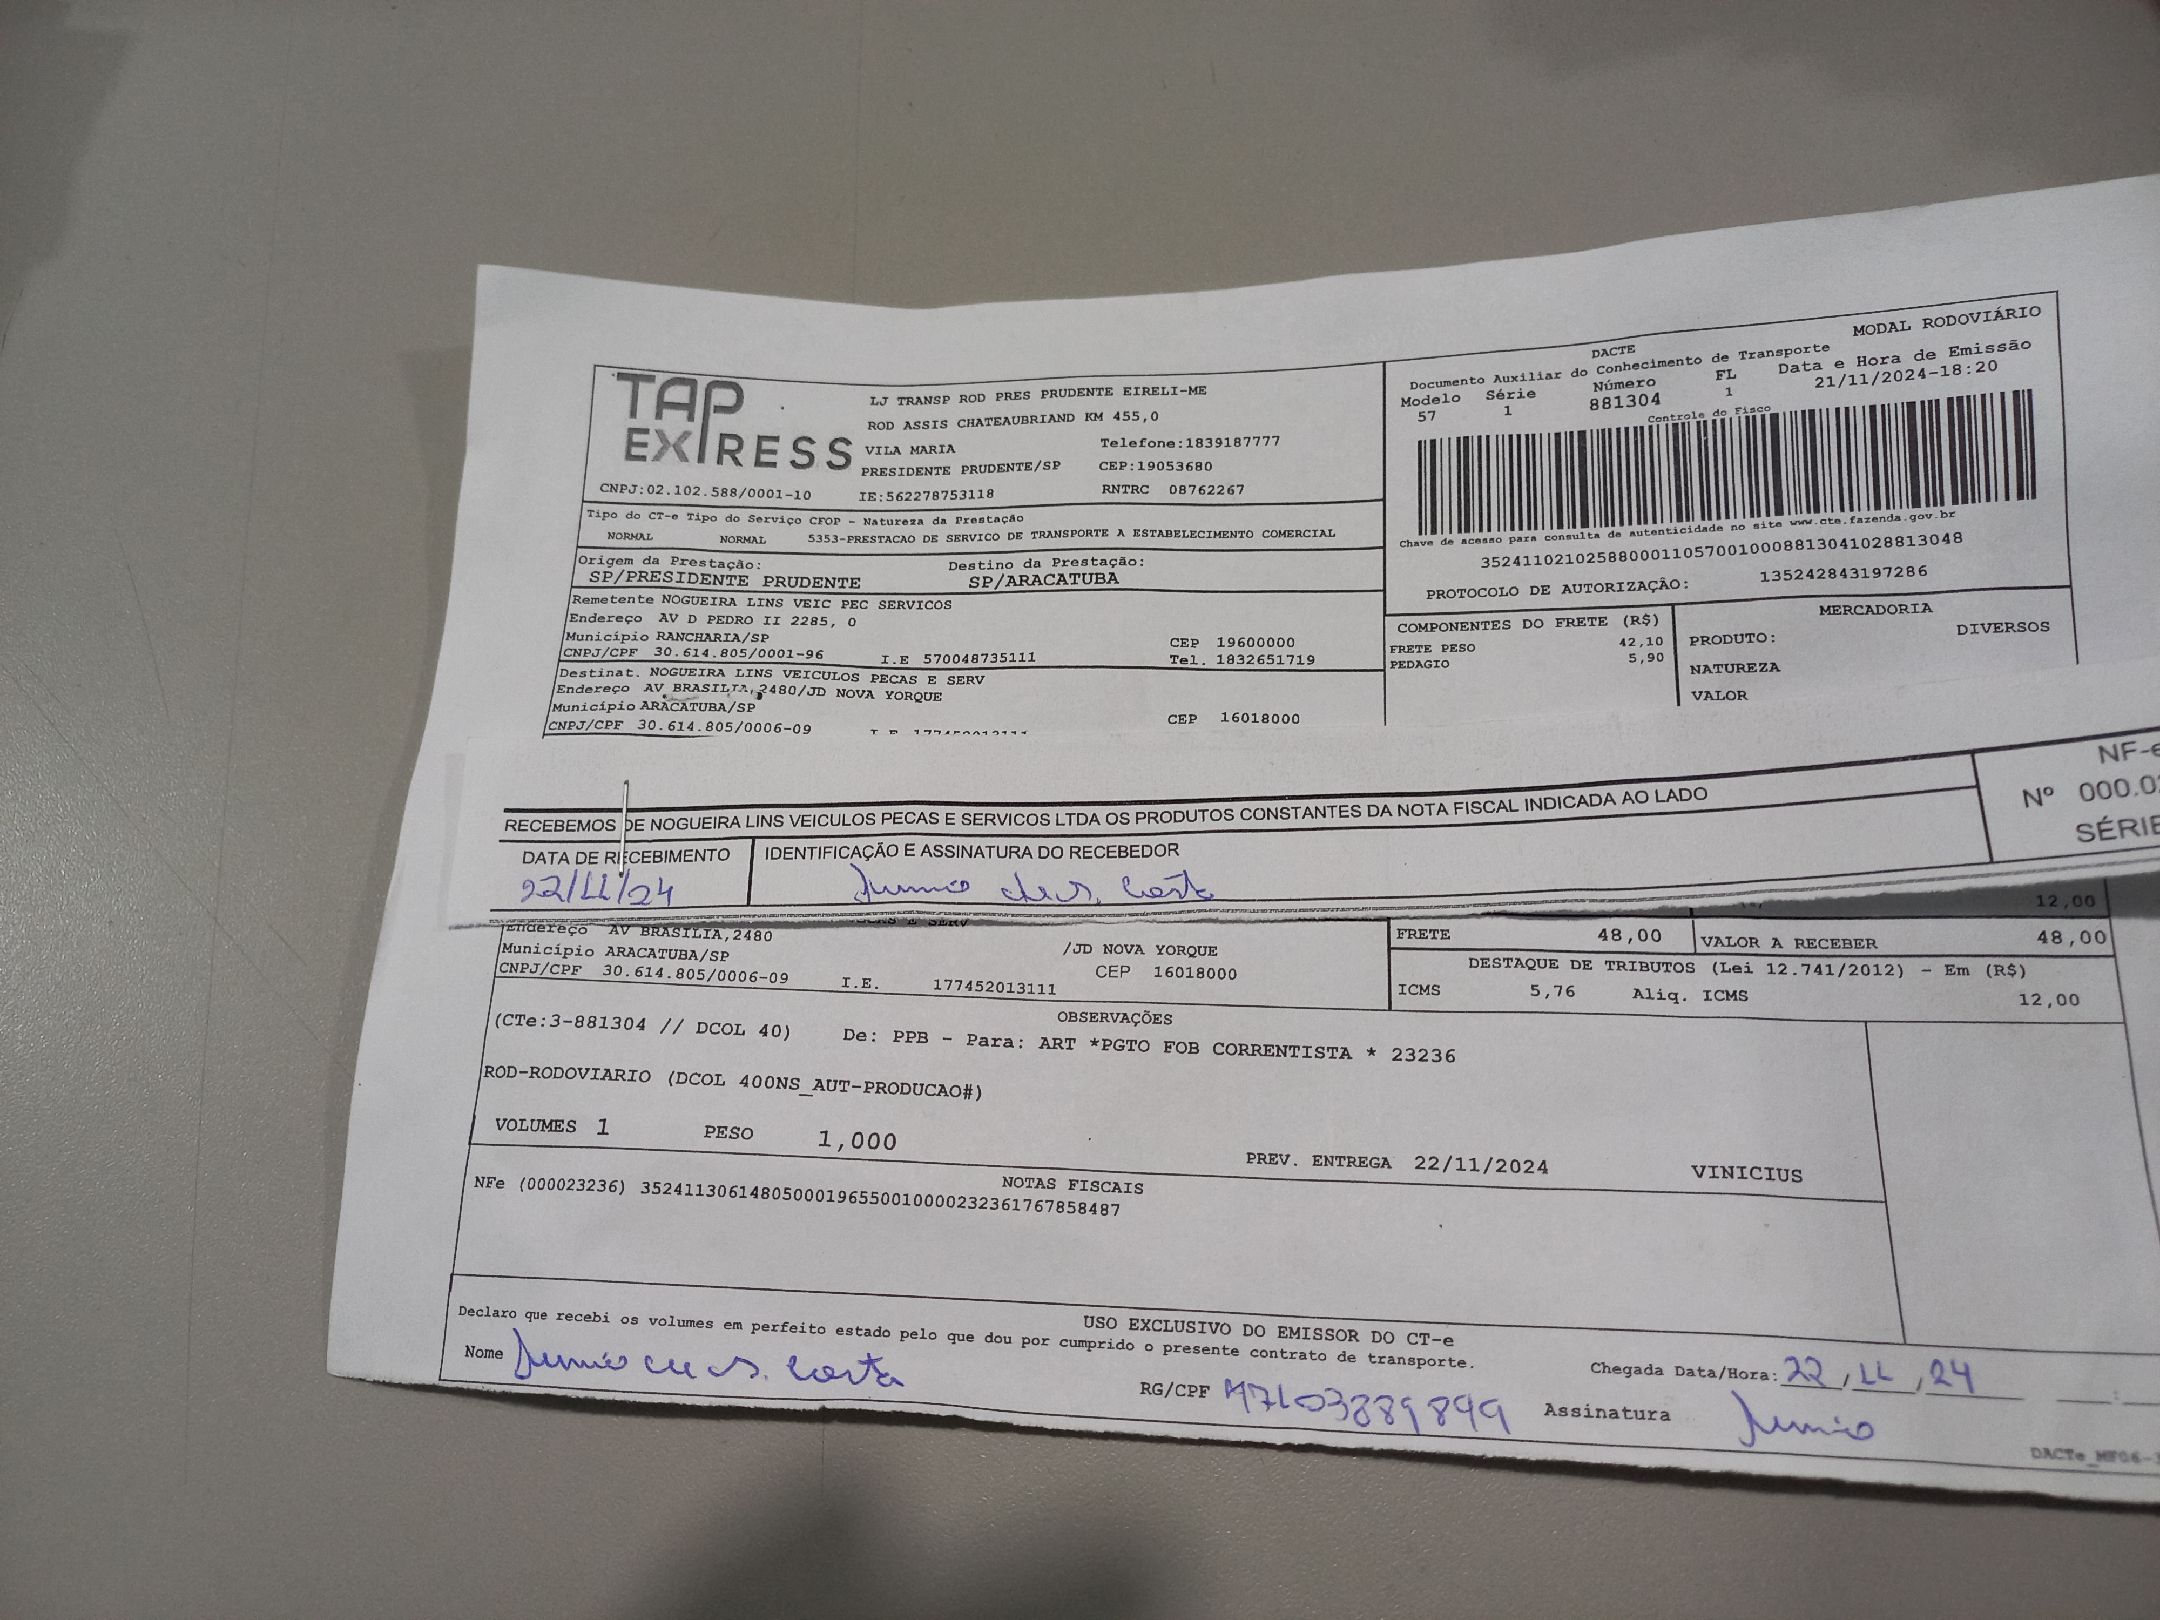 TAP
EXPRESS
LJ TRANSP ROD PRES PRUDENTE EIRELI-ME
ROD ASSIS CHATEAUBRIAND KM 455,0
VILA MARIA Telefone:1839187777
PRESIDENTE PRUDENTE/SP CEP:19053680
CNPJ:02.102.588/0001-10 IE:562278753118 RNTRC 08762267
MODAL RODOVIÁRIO
DACTE
Documento Auxiliar do Conhecimento de Transporte
Modelo Série Número FL Data e Hora de Emissão
57 1 881304 1 21/11/2024-18:20
Controle do Fisco
Chave de acesso para consulta de autenticidade no site www.cte.fazenda.gov.br
35241102102588000110570010008813041028813048
PROTOCOLO DE AUTORIZAÇÃO: 135242843197286
Tipo do CT-e Tipo do Serviço CFOP - Natureza da Prestação
NORMAL NORMAL 5353-PRESTACAO DE SERVICO DE TRANSPORTE A ESTABELECIMENTO COMERCIAL
Origem da Prestação: Destino da Prestação:
SP/PRESIDENTE PRUDENTE SP/ARACATUBA
Remetente NOGUEIRA LINS VEIC PEC SERVICOS
Endereço AV D PEDRO II 2285, 0
Município RANCHARIA/SP CEP 19600000
CNPJ/CPF 30.614.805/0001-96 I.E 570048735111 Tel. 1832651719
Destinat. NOGUEIRA LINS VEICULOS PECAS E SERV
Endereço AV BRASILIA, 2480/JD NOVA YORQUE
Município ARACATUBA/SP CEP 16018000
CNPJ/CPF 30.614.805/0006-09
COMPONENTES DO FRETE (R$)
FRETE PESO 42,10
PEDAGIO 5,90
MERCADORIA
PRODUTO: DIVERSOS
NATUREZA
VALOR
RECEBEMOS DE NOGUEIRA LINS VEICULOS PECAS E SERVICOS LTDA OS PRODUTOS CONSTANTES DA NOTA FISCAL INDICADA AO LADO
NF-e
Nº 000.02
SÉRIE
DATA DE RECEBIMENTO IDENTIFICAÇÃO E ASSINATURA DO RECEBEDOR
22/11/24 Junio de S. Costa
12,00
Endereço AV BRASILIA,2480 /JD NOVA YORQUE
Município ARACATUBA/SP CEP 16018000
CNPJ/CPF 30.614.805/0006-09 I.E. 177452013111
FRETE 48,00 VALOR A RECEBER 48,00
DESTAQUE DE TRIBUTOS (Lei 12.741/2012) - Em (R$)
ICMS 5,76 Aliq. ICMS 12,00
OBSERVAÇÕES
(CTe:3-881304 // DCOL 40) De: PPB - Para: ART *PGTO FOB CORRENTISTA * 23236
ROD-RODOVIARIO (DCOL 400NS_AUT-PRODUCAO#)
VOLUMES 1 PESO 1,000 PREV. ENTREGA 22/11/2024 VINICIUS
NOTAS FISCAIS
NFe (000023236) 35241130614805000196550010000232361767858487
USO EXCLUSIVO DO EMISSOR DO CT-e
Declaro que recebi os volumes em perfeito estado pelo que dou por cumprido o presente contrato de transporte.
Nome Junio de S. Costa RG/CPF Chegada Data/Hora: 22, 11, 24
Assinatura Junio